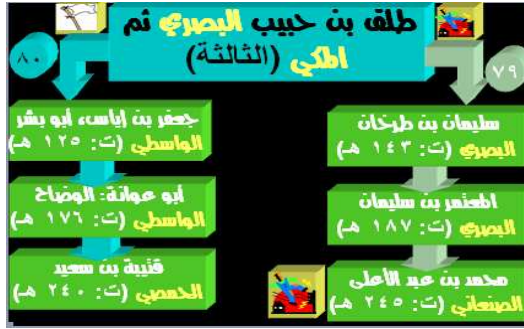 طلق بن حبيب البصري ثم
المكي (الثالثة)
٧٩
سليمان بن طرخان
البصري (ت: ١٤٣ هـ)
المعتمر بن سليمان
البصري (ت: ١٨٧ هـ)
محمد بن عبد الأعلى
الصنعاني (ت: ٢٤٥ هـ)
٨٠
جعفر بن إياس، أبو بشر
الواسطي (ت: ١٢٥ هـ)
أبو عوانة: الوضاح
الواسطي (ت: ١٧٦ هـ)
قتيبة بن سعيد
الحمصي (ت: ٢٤٠ هـ)